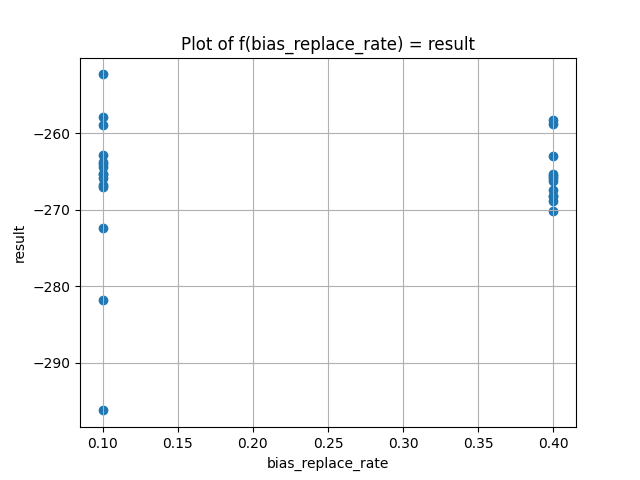 Plot of f(bias_replace_rate) = result
result
−260
−270
−280
−290
0.10 0.15 0.20 0.25 0.30 0.35 0.40
bias_replace_rate